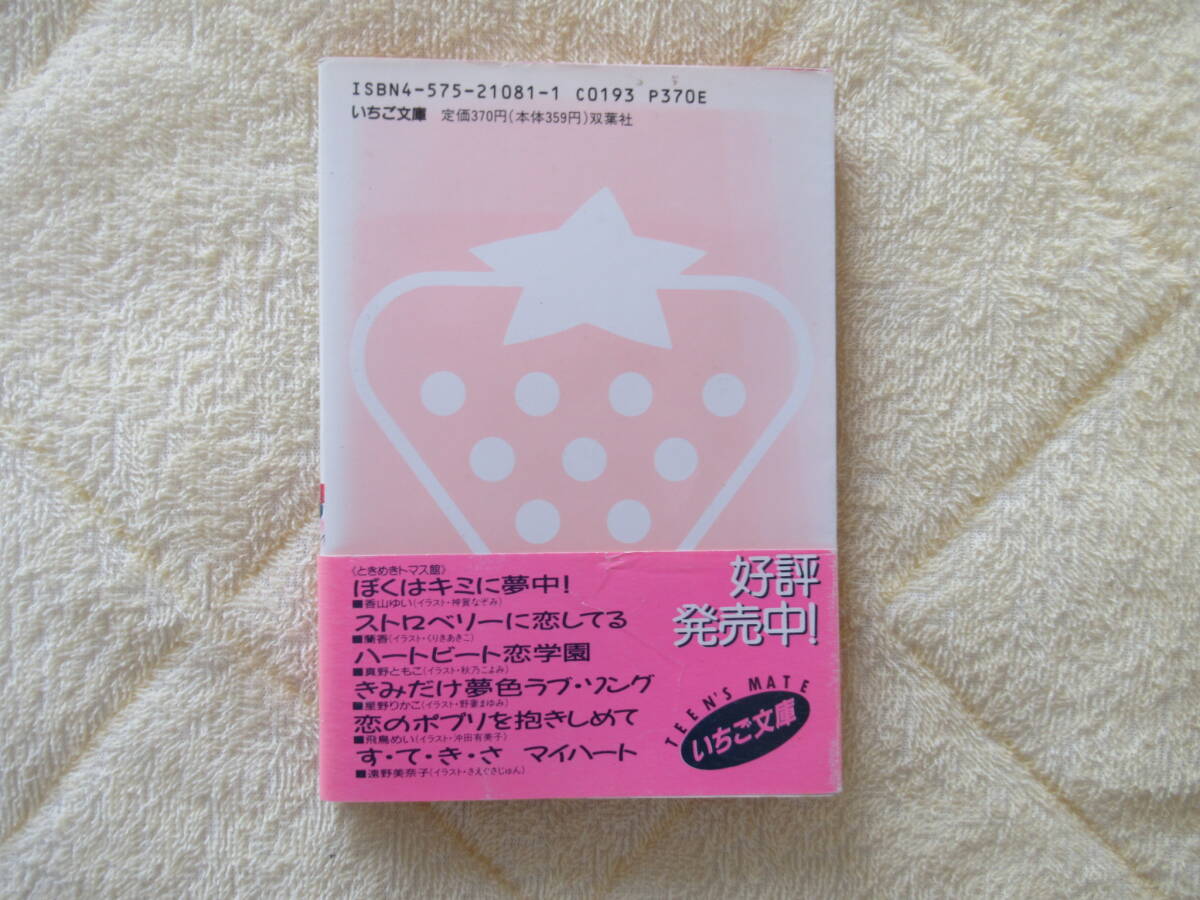 ISBN4-575-21081-1 C0193 P370E
いちご文庫 定価370円(本体359円)双葉社
《ときめきトマス館》
ぼくはキミに夢中!
■香山ゆい(イラスト・神賀なぞみ)
ストロベリーに恋してる
■蘭香(イラスト・くりきあきこ)
ハートビート恋学園
■真野ともこ(イラスト・秋乃こよみ)
きみだけ夢色ラブ・ソング
■星野りかこ(イラスト・野妻まゆみ)
恋のポプリを抱きしめて
■飛鳥めい(イラスト・沖田有美子)
す・て・き・さ マイハート
■遠野美奈子(イラスト・さえぐさじゅん)
好評
発売中!
TEEN'S MATE
いちご文庫